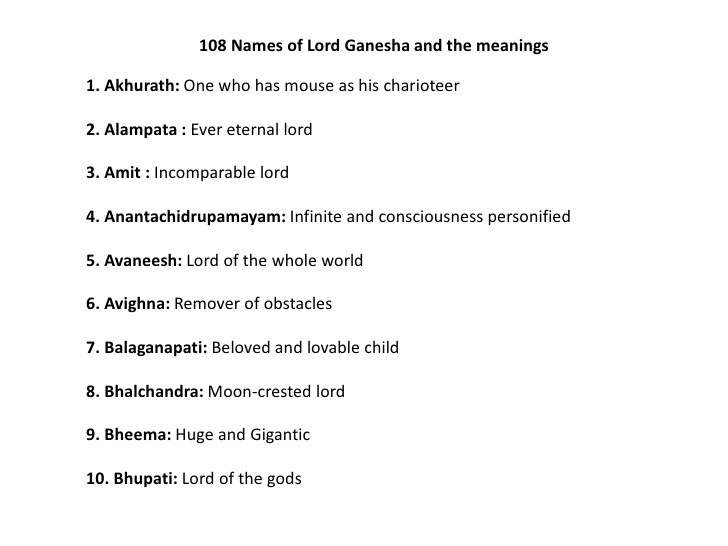 108 Names of Lord Ganesha and the meanings
1. Akhurath: One who has mouse as his charioteer
2. Alampata : Ever eternal lord
3. Amit : Incomparable lord
4. Anantachidrupamayam: Infinite and consciousness personified
5. Avaneesh: Lord of the whole world
6. Avighna: Remover of obstacles
7. Balaganapati: Beloved and lovable child
8. Bhalchandra: Moon-crested lord
9. Bheema: Huge and Gigantic
10. Bhupati: Lord of the gods